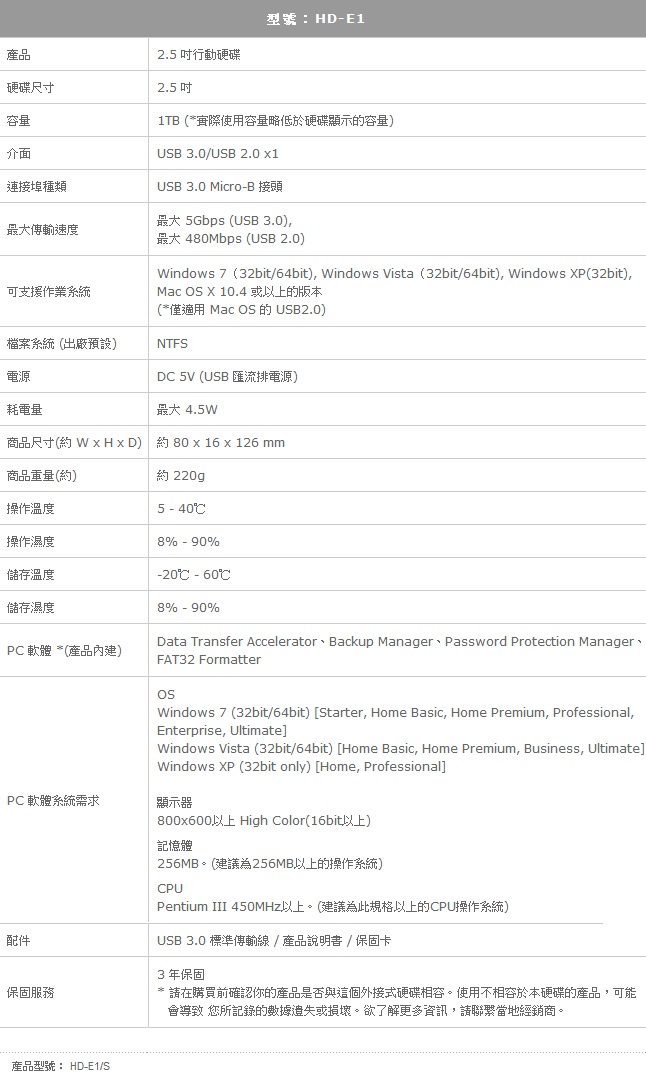 型號：HD-E1
產品 2.5 吋行動硬碟
硬碟尺寸 2.5 吋
容量 1TB (*實際使用容量略低於硬碟顯示的容量)
介面 USB 3.0/USB 2.0 x1
連接埠種類 USB 3.0 Micro-B 接頭
最大傳輸速度 最大 5Gbps (USB 3.0),
最大 480Mbps (USB 2.0)
可支援作業系統 Windows 7（32bit/64bit), Windows Vista（32bit/64bit), Windows XP(32bit),
Mac OS X 10.4 或以上的版本
(*僅適用 Mac OS 的 USB2.0)
檔案系統 (出廠預設) NTFS
電源 DC 5V (USB 匯流排電源)
耗電量 最大 4.5W
商品尺寸(約 W x H x D) 約 80 x 16 x 126 mm
商品重量(約) 約 220g
操作溫度 5 - 40℃
操作濕度 8% - 90%
儲存溫度 -20℃ - 60℃
儲存濕度 8% - 90%
PC 軟體 *(產品內建) Data Transfer Accelerator、Backup Manager、Password Protection Manager、
FAT32 Formatter
PC 軟體系統需求 OS
Windows 7 (32bit/64bit) [Starter, Home Basic, Home Premium, Professional,
Enterprise, Ultimate]
Windows Vista (32bit/64bit) [Home Basic, Home Premium, Business, Ultimate]
Windows XP (32bit only) [Home, Professional]
顯示器
800x600以上 High Color(16bit以上)
記憶體
256MB。(建議為256MB以上的操作系統)
CPU
Pentium III 450MHz以上。(建議為此規格以上的CPU操作系統)
配件 USB 3.0 標準傳輸線 / 產品說明書 / 保固卡
保固服務 3 年保固
* 請在購買前確認你的產品是否與這個外接式硬碟相容。使用不相容於本硬碟的產品，可能
會導致 您所記錄的數據遺失或損壞。欲了解更多資訊，請聯繫當地經銷商。
產品型號： HD-E1/S